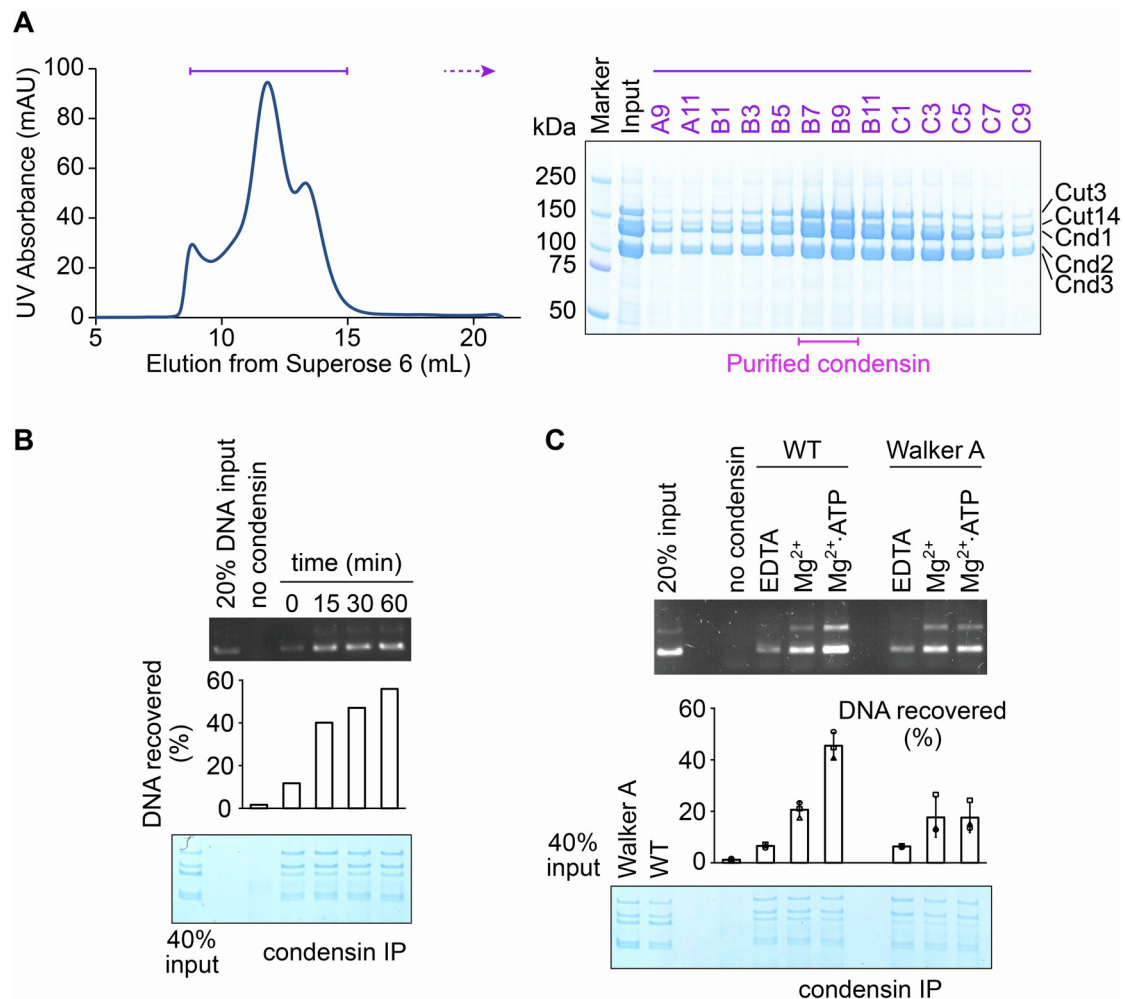 A
UV Absorbance (mAU)
100
80
60
40
20
0
5
10
15
20
Elution from Superose 6 (mL)
kDa
Marker
Input
A9
A11
B1
B3
B5
B7
B9
B11
C1
C3
C5
C7
C9
250
150
100
75
50
Cut3
Cut14
Cnd1
Cnd2
Cnd3
Purified condensin
B
20% DNA input
no condensin
time (min)
0 15 30 60
DNA recovered
(%)
60
40
20
0
40%
input
condensin IP
C
20% input
no condensin
WT
EDTA
Mg²⁺
Mg²⁺·ATP
Walker A
EDTA
Mg²⁺
Mg²⁺·ATP
DNA recovered
(%)
60
40
20
0
40%
input
Walker A
WT
condensin IP